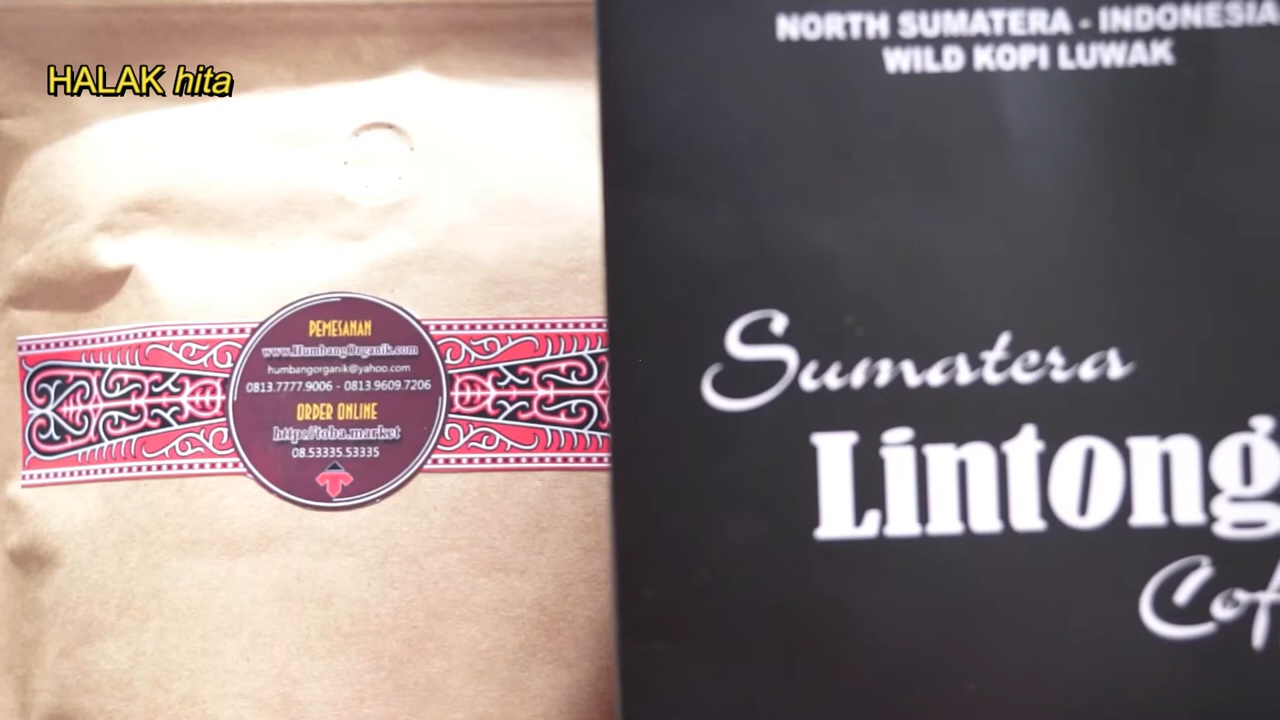 HALAK hita
PEMESANAN
www.HumbangOrganik.com
humbangorganik@yahoo.com
0813.7777.9006 - 0813.9609.7206
ORDER ONLINE
http://toba.market
08.53335.53335
NORTH SUMATERA - INDONESIA
WILD KOPI LUWAK
Sumatera
Lintong
Cof